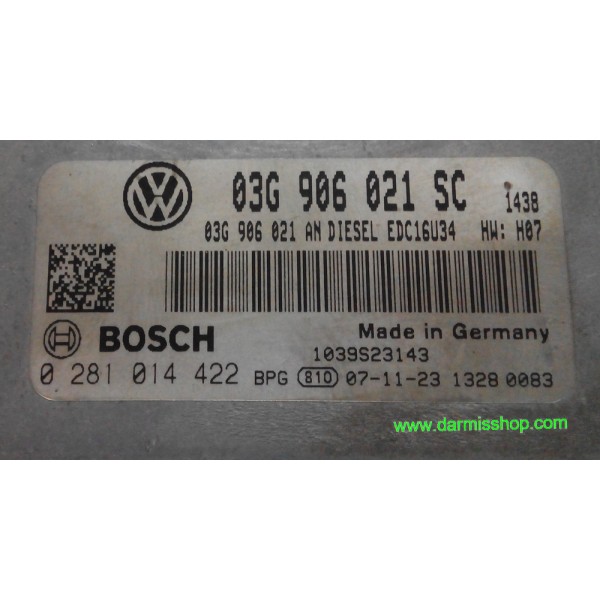 03G 906 021 SC 1438
03G 906 021 AN DIESEL EDC16U34 HW: H07
BOSCH Made in Germany
1039S23143
0 281 014 422 BPG 810 07-11-23 1328 0083
www.darmisshop.com